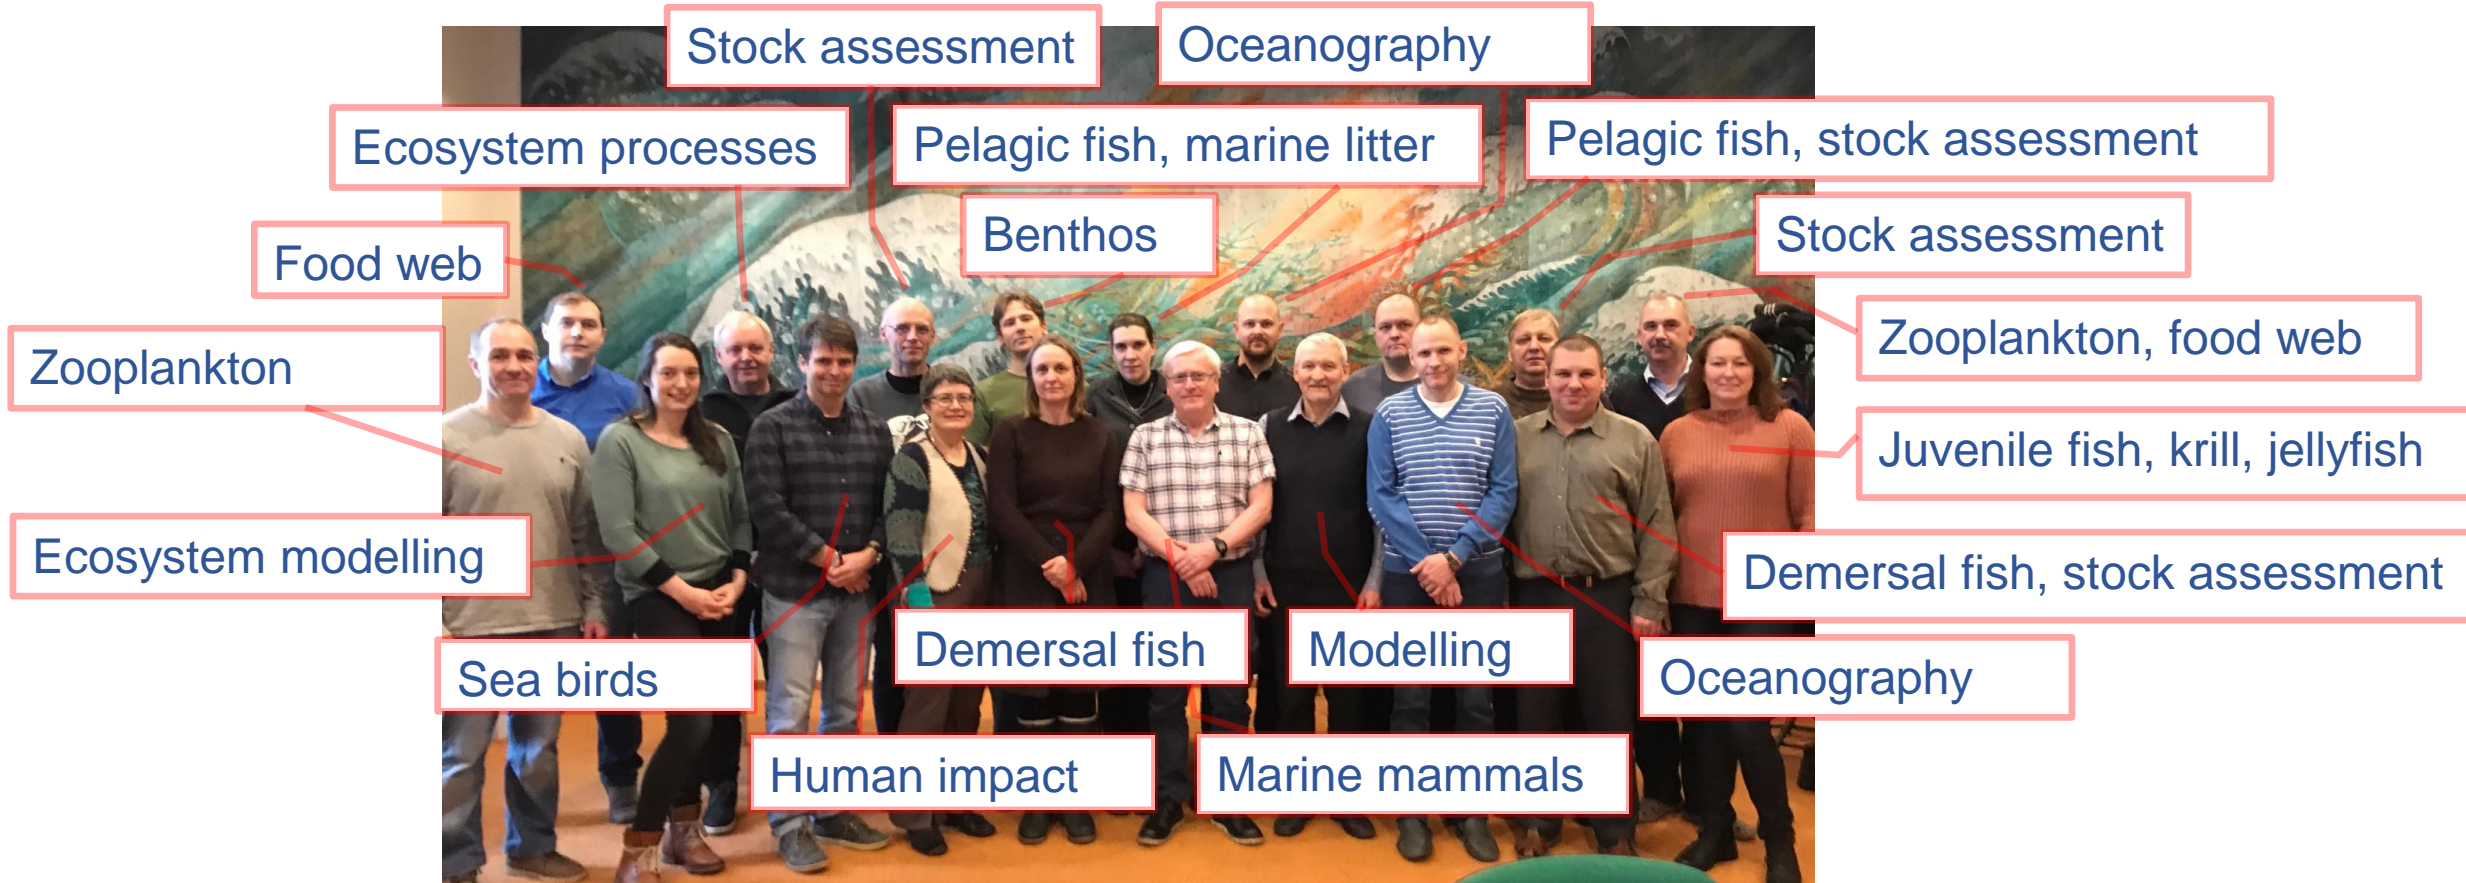 Stock assessment
Oceanography
Ecosystem processes
Pelagic fish, marine litter
Pelagic fish, stock assessment
Food web
Benthos
Stock assessment
Zooplankton
Zooplankton, food web
Juvenile fish, krill, jellyfish
Ecosystem modelling
Demersal fish, stock assessment
Sea birds
Demersal fish
Modelling
Oceanography
Human impact
Marine mammals